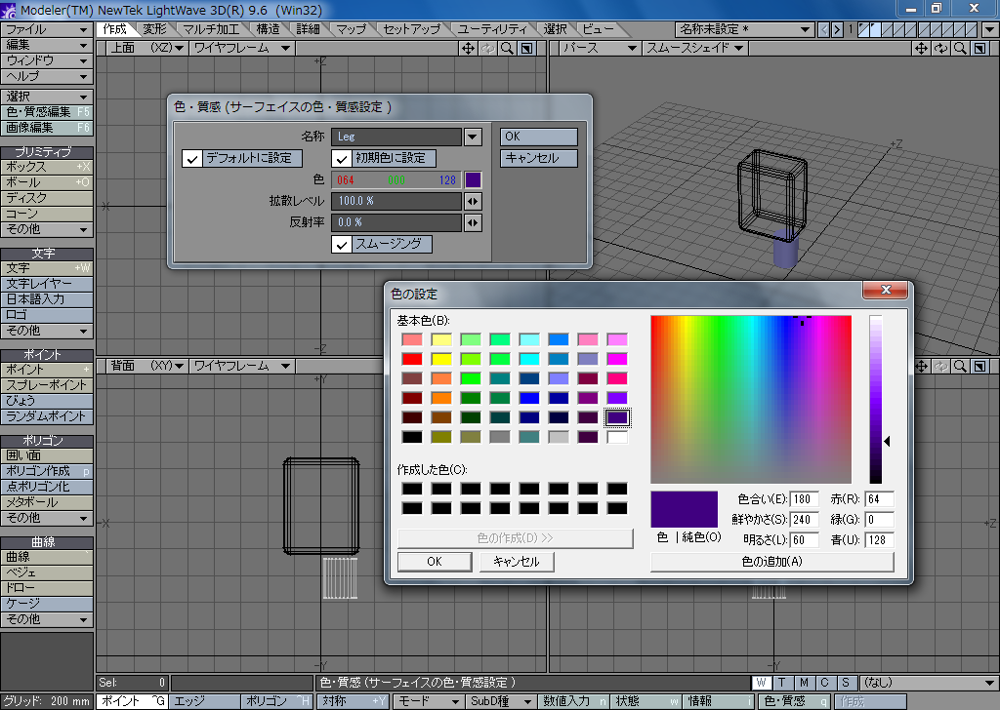 Modeler(TM) NewTek LightWave 3D(R) 9.6 (Win32)
ファイル
編集
ウィンドウ
ヘルプ
作成 変形 マルチ加工 構造 詳細 マップ セットアップ ユーティリティ 選択 ビュー 名称未設定 * 1
上面 (XZ) ワイヤフレーム
パース スムースシェイド
選択
色・質感編集 F5
画像編集 F6
プリミティブ
ボックス +X
ボール +O
ディスク
コーン
その他
文字
文字 +W
文字レイヤー
日本語入力
ロゴ
その他
ポイント
ポイント +
スプレーポイント
びょう
ランダムポイント
ポリゴン
囲い面
ポリゴン作成 p
点ポリゴン化
メタボール
その他
曲線
曲線
ベジェ
ドロー
ケージ
その他
+Z
-X
-Z
+Z
色・質感 (サーフェイスの色・質感設定 )
名称 Leg
デフォルトに設定 初期色に設定
色 064 000 128
拡散レベル 100.0 %
反射率 0.0 %
スムージング
OK
キャンセル
背面 (XY) ワイヤフレーム
+Y
-X
-Y
+Z
-Y
色の設定
基本色(B):
作成した色(C):
色の作成(D) >>
OK キャンセル
色 | 純色(O)
色合い(E): 180 赤(R): 64
鮮やかさ(S): 240 緑(G): 0
明るさ(L): 60 青(U): 128
色の追加(A)
Sel: 0
色・質感 (サーフェイスの色・質感設定 )
W T M C S (なし)
グリッド: 200 mm
ポイント ^G エッジ ポリゴン ^H 対称 +Y モード SubD種 数値入力 n 状態 w 情報 i 色・質感 q 作成